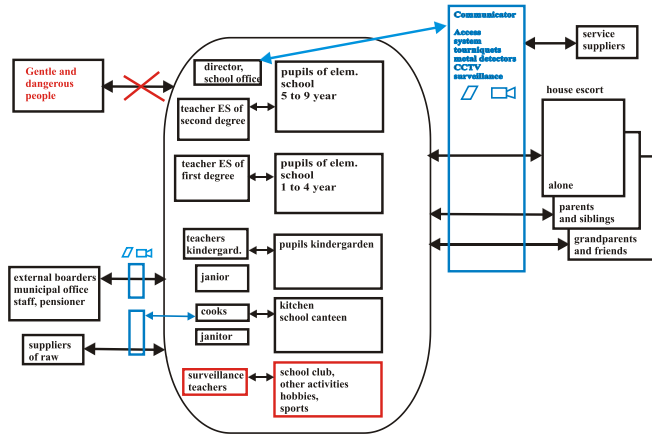 Communicator
Access
system
tourniquets
metal detectors
CCTV
surveillance
service
suppliers
Gentle and
dangerous
people
director,
school office
pupils of elem.
school
5 to 9 year
teacher ES of
second degree
house escort
alone
teacher ES of
first degree
pupils of elem.
school
1 to 4 year
parents
and siblings
grandparents
and friends
teachers
kindergard.
pupils kindergarden
janior
external boarders
municipal office
staff, pensioner
cooks
kitchen
school canteen
janitor
suppliers
of raw
surveillance
teachers
school club,
other activities
hobbies,
sports